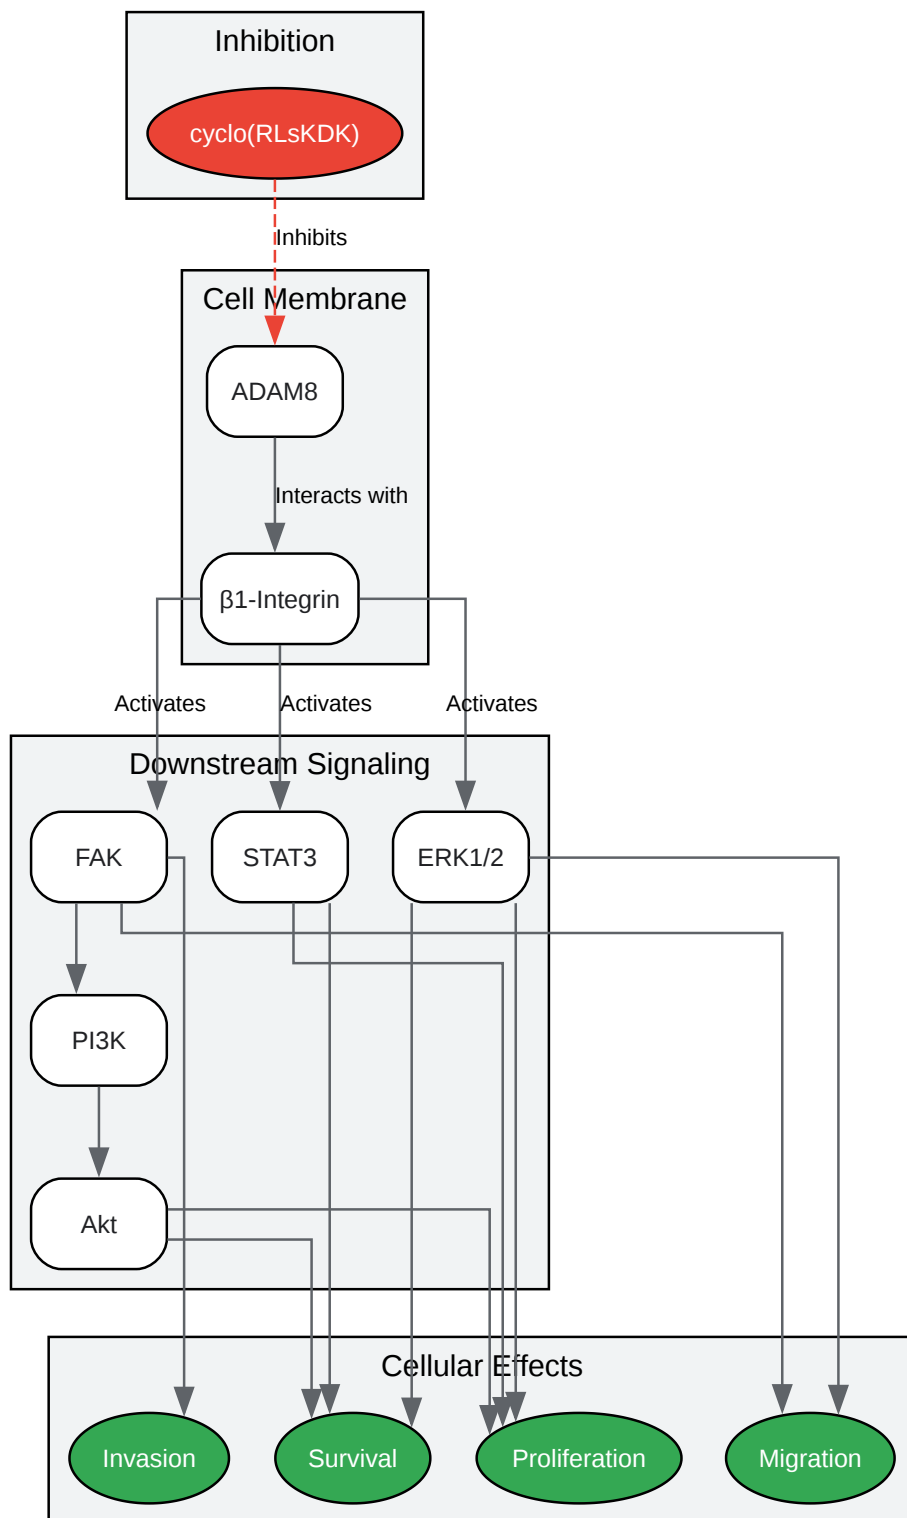 Inhibition
cyclo(RLsKDK)
Inhibits
Cell Membrane
ADAM8
Interacts with
β1-Integrin
Activates
Activates
Activates
Downstream Signaling
FAK
STAT3
ERK1/2
PI3K
Akt
Cellular Effects
Invasion
Survival
Proliferation
Migration